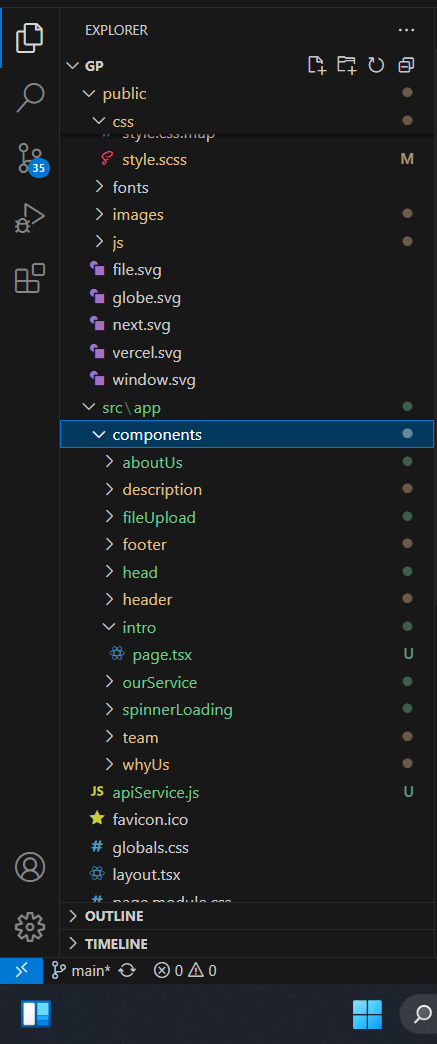 EXPLORER
GP
public
css
style.css.map
style.scss M
fonts
images
js
file.svg
globe.svg
next.svg
vercel.svg
window.svg
src\app
components
aboutUs
description
fileUpload
footer
head
header
intro
page.tsx U
ourService
spinnerLoading
team
whyUs
JS apiService.js U
favicon.ico
# globals.css
layout.tsx
# page.module.css
OUTLINE
TIMELINE
main* 0 0
35